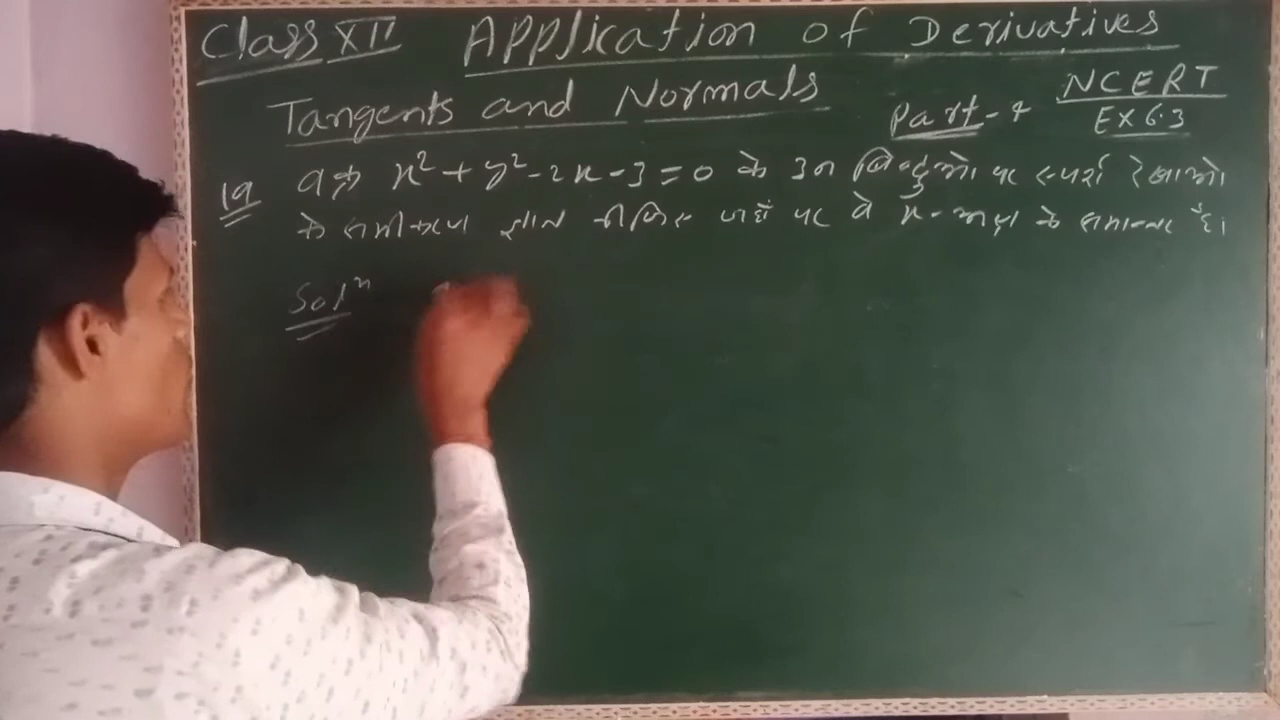 Class XII Application of Derivatives
Tangents and Normals
Part-4
NCERT
EX 6.3
19 वक्र x² + y² - 2x - 3 = 0 के उन बिन्दुओं पर स्पर्श रेखाओं
के समीकरण ज्ञात कीजिए जहाँ पर वे x-अक्ष के समान्तर हैं।
Solⁿ